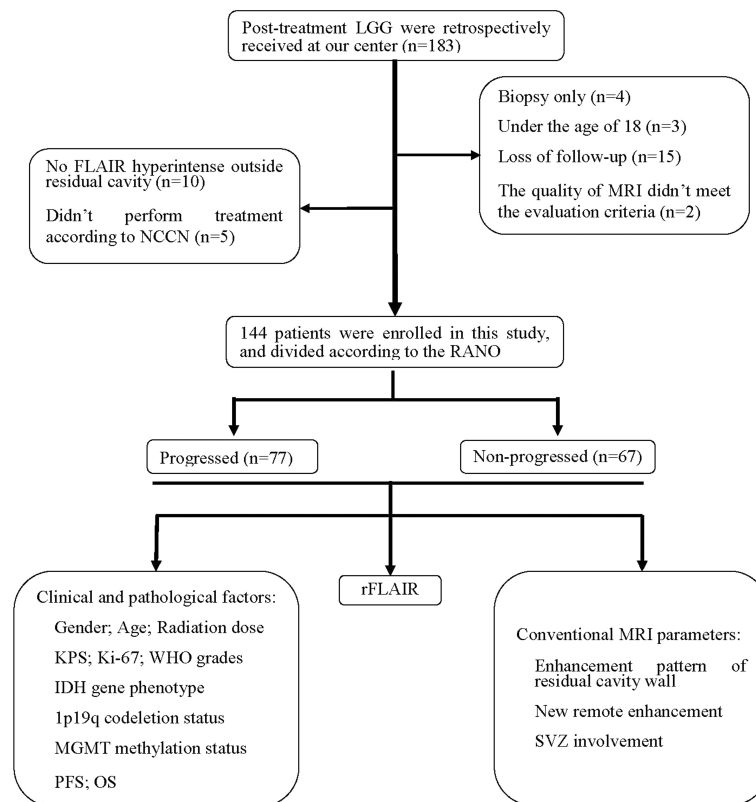 Post-treatment LGG were retrospectively
received at our center (n=183)
Biopsy only (n=4)
Under the age of 18 (n=3)
Loss of follow-up (n=15)
The quality of MRI didn't meet
the evaluation criteria (n=2)
No FLAIR hyperintense outside
residual cavity (n=10)
Didn't perform treatment
according to NCCN (n=5)
144 patients were enrolled in this study,
and divided according to the RANO
Progressed (n=77)
Non-progressed (n=67)
Clinical and pathological factors:
Gender; Age; Radiation dose
KPS; Ki-67; WHO grades
IDH gene phenotype
1p19q codeletion status
MGMT methylation status
PFS; OS
rFLAIR
Conventional MRI parameters:
Enhancement pattern of
residual cavity wall
New remote enhancement
SVZ involvement